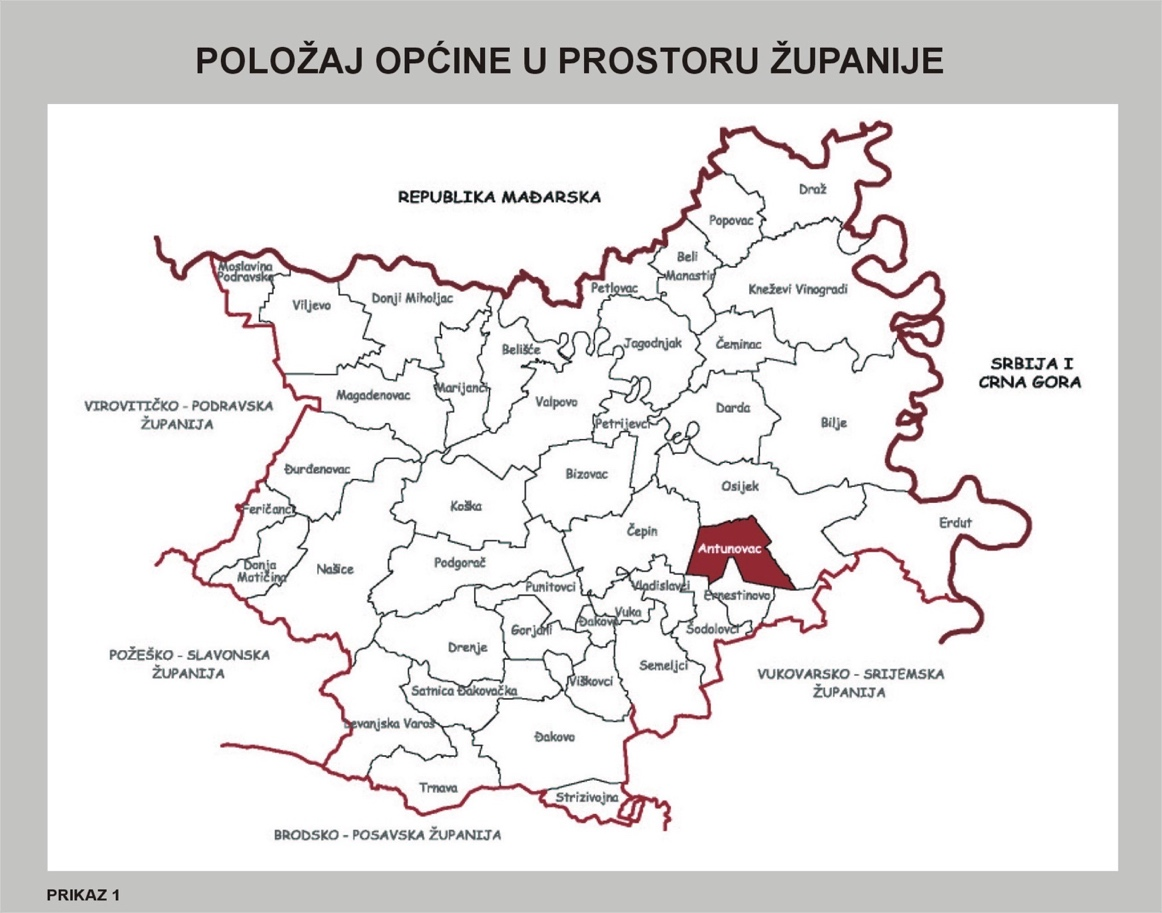 POLOŽAJ OPĆINE U PROSTORU ŽUPANIJE
REPUBLIKA MAĐARSKA
Draž
Popovac
Beli
Manastir
Moslavina
Podravska
Viljevo
Donji Miholjac
Petlovac
Kneževi Vinogradi
Belišće
Jagodnjak
Čeminac
SRBIJA I
CRNA GORA
Magadenovac
Marijanci
Valpovo
Petrijevci
Darda
Bilje
VIROVITIČKO - PODRAVSKA
ŽUPANIJA
Đurđenovac
Bizovac
Osijek
Koška
Feričanci
Čepin
Erdut
Antunovac
Donja
Motičina
Našice
Podgorač
Punitovci
Vladislavci
Ernestinovo
Vuka
Gorjani
Đakovo
Šodolovci
Drenje
Semeljci
POŽEŠKO - SLAVONSKA
ŽUPANIJA
VUKOVARSKO - SRIJEMSKA
ŽUPANIJA
Satnica Đakovačka
Viškovci
Levanjska Varoš
Đakovo
Trnava
Strizivojna
BRODSKO - POSAVSKA ŽUPANIJA
PRIKAZ 1